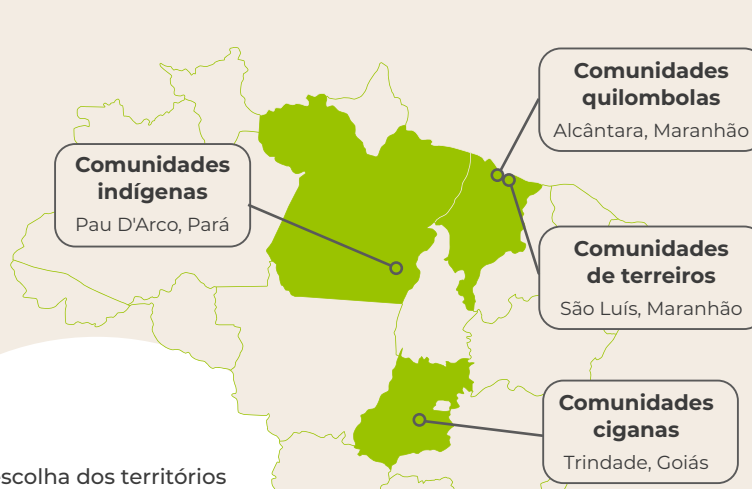 Comunidades
quilombolas
Alcântara, Maranhão
Comunidades
indígenas
Pau D'Arco, Pará
Comunidades
de terreiros
São Luís, Maranhão
Comunidades
ciganas
Trindade, Goiás
escolha dos territórios